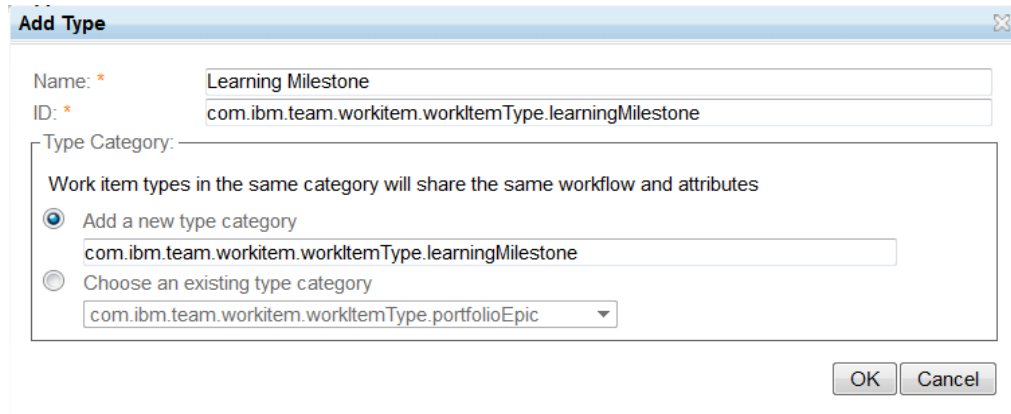 Add Type
Name: * Learning Milestone
ID: * com.ibm.team.workitem.workItemType.learningMilestone
Type Category:
Work item types in the same category will share the same workflow and attributes
Add a new type category
com.ibm.team.workitem.workItemType.learningMilestone
Choose an existing type category
com.ibm.team.workitem.workItemType.portfolioEpic
OK Cancel